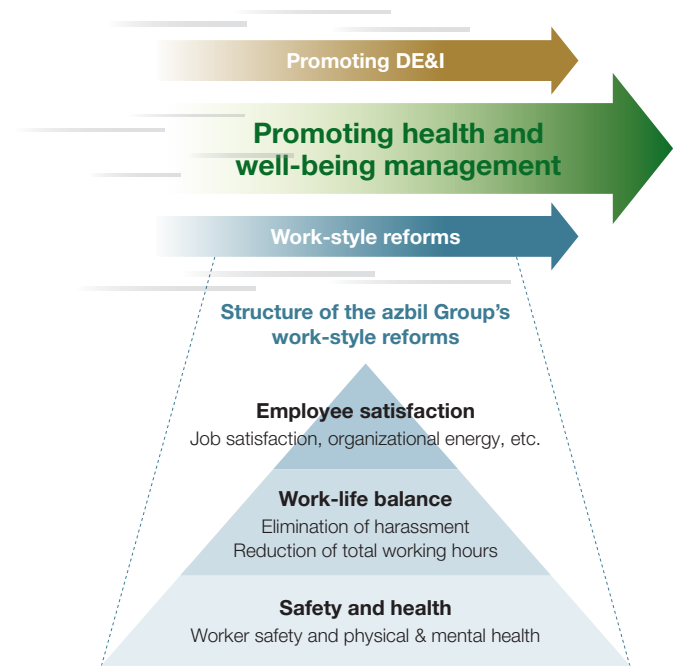 Promoting DE&I
Promoting health and
well-being management
Work-style reforms
Structure of the azbil Group's
work-style reforms
Employee satisfaction
Job satisfaction, organizational energy, etc.
Work-life balance
Elimination of harassment
Reduction of total working hours
Safety and health
Worker safety and physical & mental health